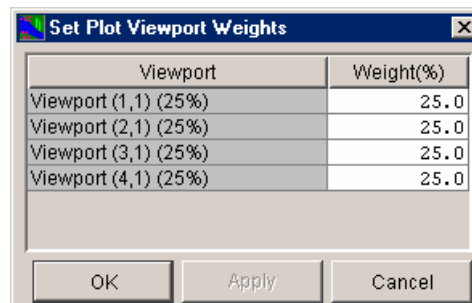 Set Plot Viewport Weights
Viewport Weight(%)
Viewport (1,1) (25%) 25.0
Viewport (2,1) (25%) 25.0
Viewport (3,1) (25%) 25.0
Viewport (4,1) (25%) 25.0
OK Apply Cancel